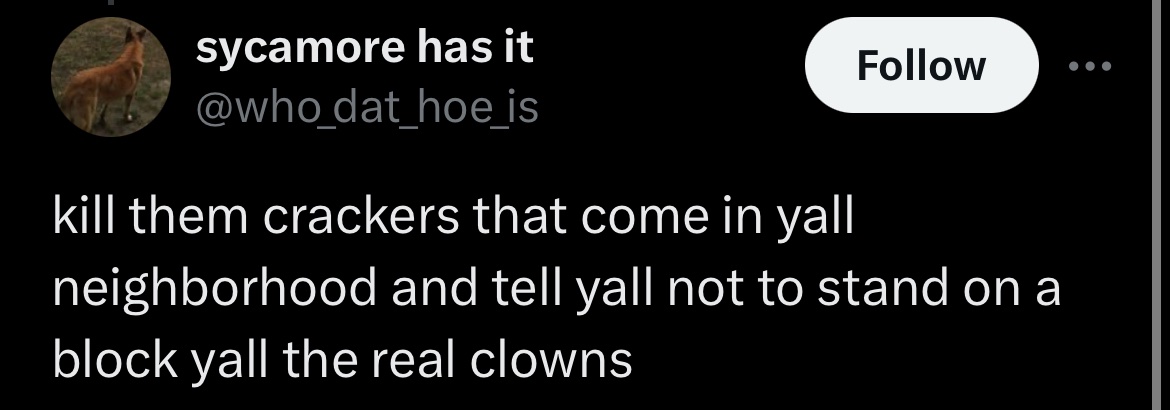 sycamore has it
@who_dat_hoe_is
Follow
kill them crackers that come in yall
neighborhood and tell yall not to stand on a
block yall the real clowns